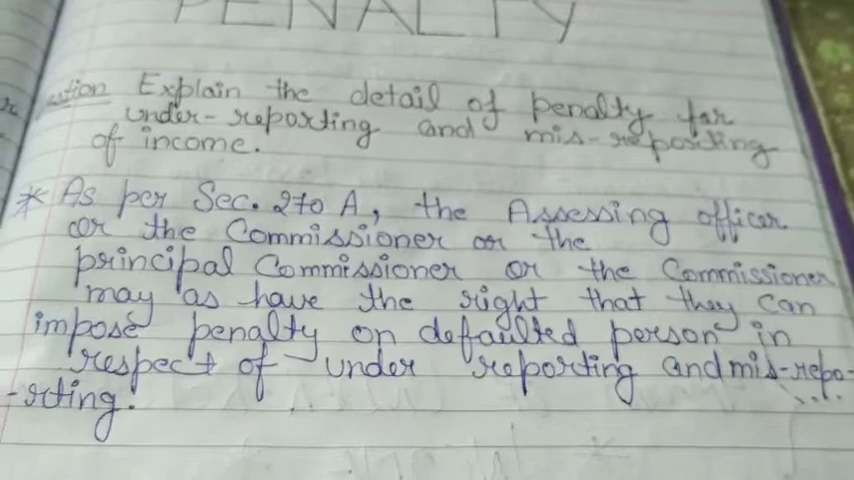 PENALTY
Explain the detail of penalty for
under-reporting and mis-reporting
of income.
* As per Sec. 270 A, the Assessing officer
or the Commissioner or the
principal Commissioner or the Commissioner
may as have the right that they can
impose penalty on defaulted person in
respect of under reporting and mis-repo-
-rting.